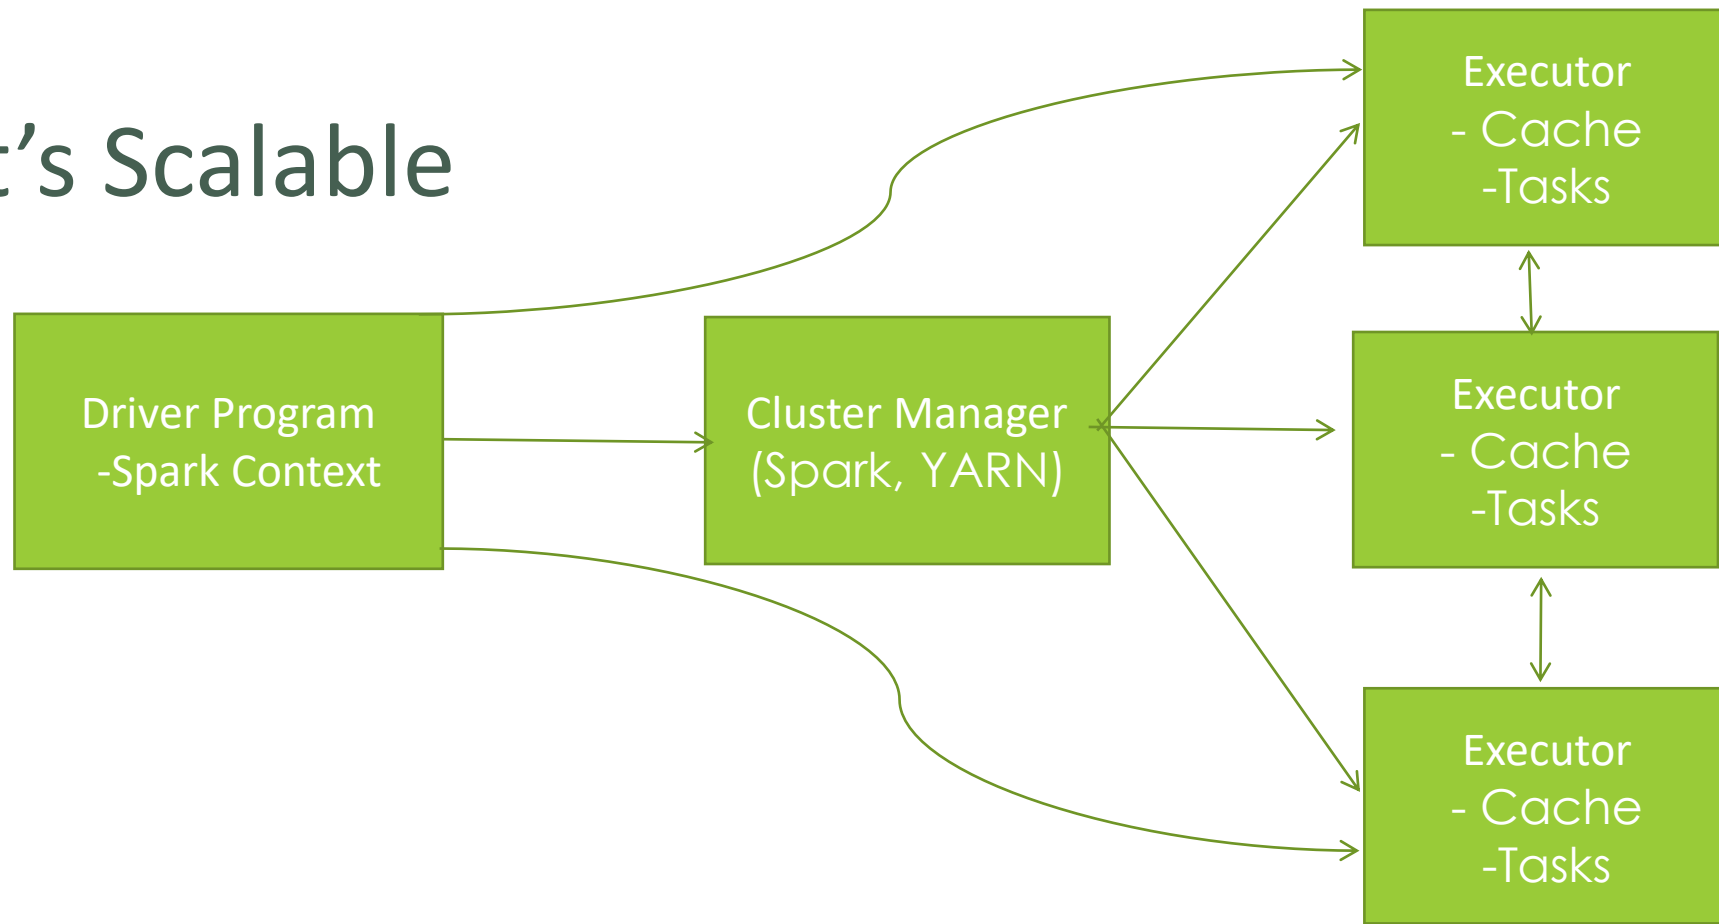 t’s Scalable
Driver Program
-Spark Context
Cluster Manager
(Spark, YARN)
Executor
- Cache
-Tasks
Executor
- Cache
-Tasks
Executor
- Cache
-Tasks